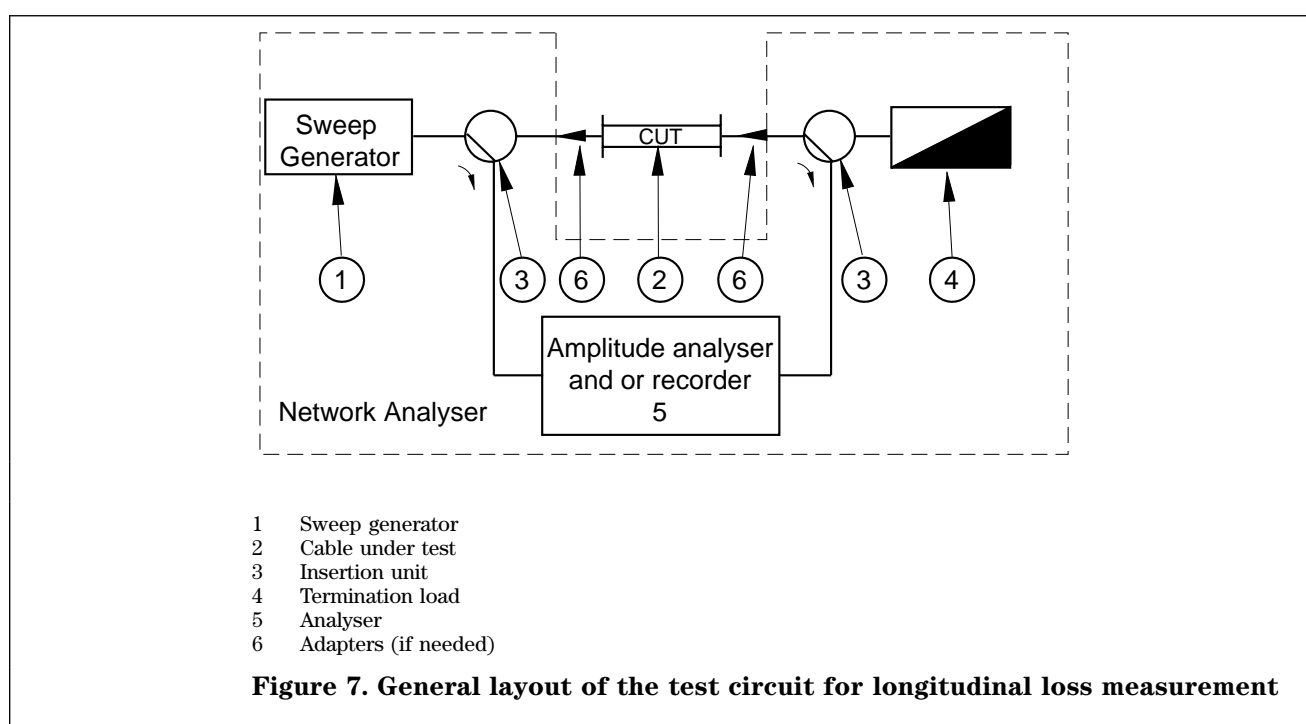 Sweep
Generator
CUT
1
3
6
2
6
3
4
Amplitude analyser
and or recorder
5
Network Analyser
1 Sweep generator
2 Cable under test
3 Insertion unit
4 Termination load
5 Analyser
6 Adapters (if needed)
Figure 7. General layout of the test circuit for longitudinal loss measurement